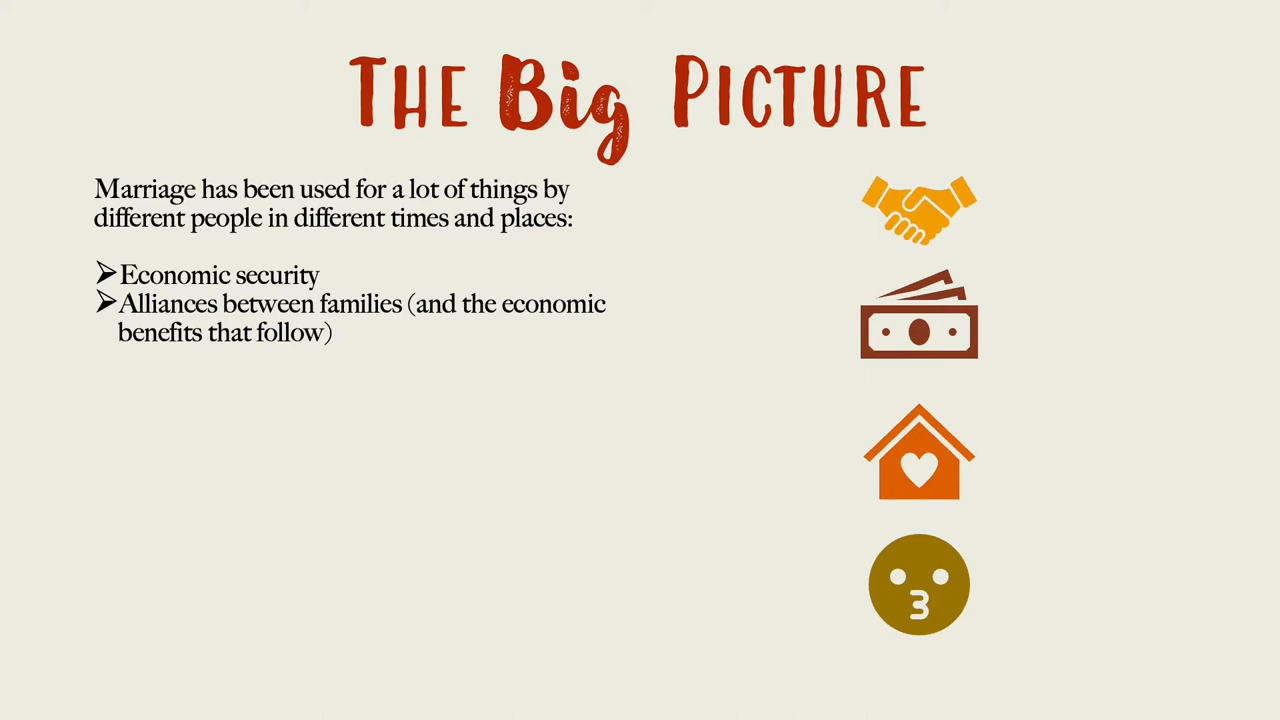 The Big Picture
Marriage has been used for a lot of things by
different people in different times and places:
➢Economic security
➢Alliances between families (and the economic
benefits that follow)